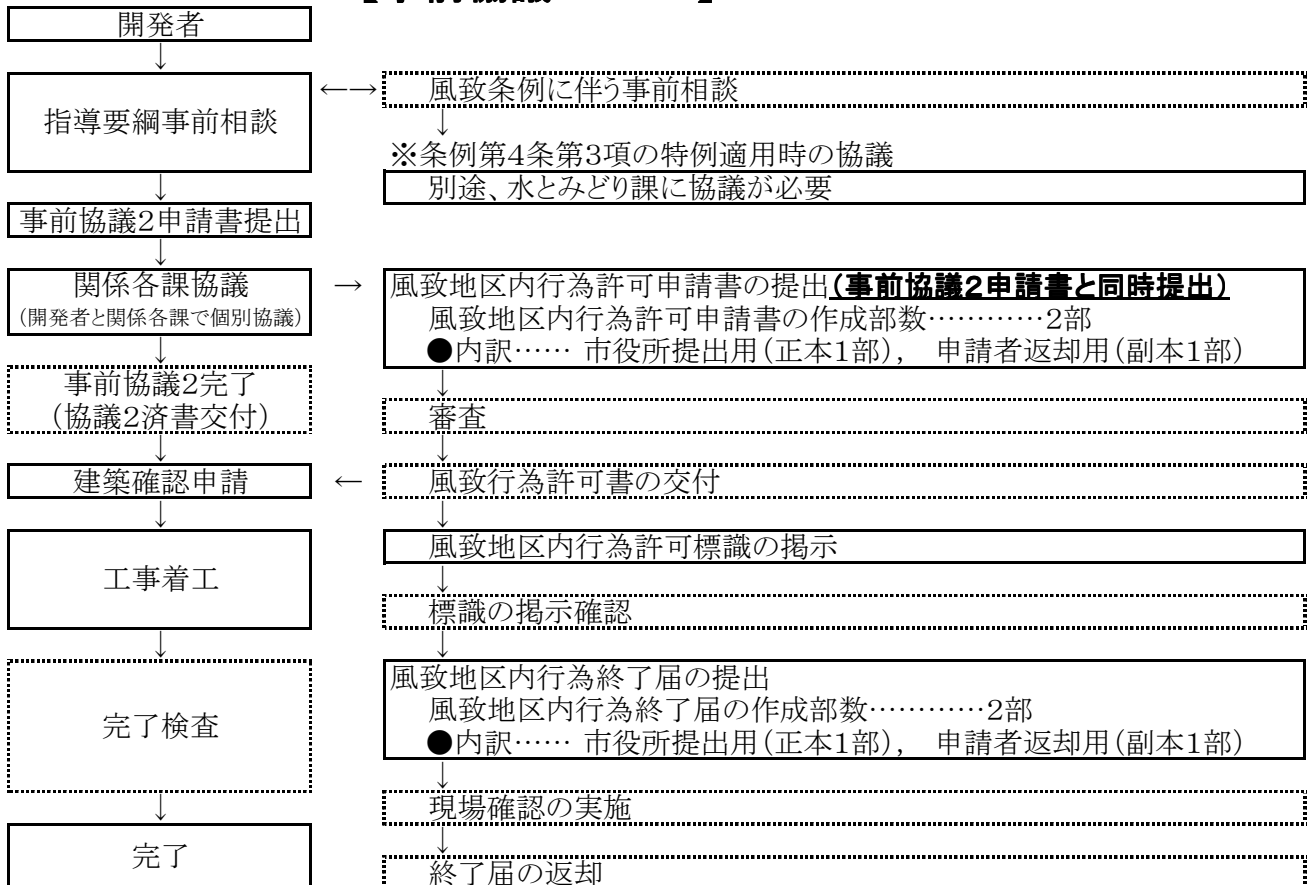 開発者
↓
指導要綱事前相談
←→
風致条例に伴う事前相談
↓
※条例第4条第3項の特例適用時の協議
別途、水とみどり課に協議が必要
↓
事前協議2申請書提出
↓
関係各課協議
(開発者と関係各課で個別協議)
→
風致地区内行為許可申請書の提出(事前協議2申請書と同時提出)
風致地区内行為許可申請書の作成部数…………2部
●内訳…… 市役所提出用(正本1部), 申請者返却用(副本1部)
↓
事前協議2完了
(協議2済書交付)
↓
審査
↓
建築確認申請
←
↓
風致行為許可書の交付
↓
工事着工
↓
風致地区内行為許可標識の掲示
↓
標識の掲示確認
↓
完了検査
↓
風致地区内行為終了届の提出
風致地区内行為終了届の作成部数…………2部
●内訳…… 市役所提出用(正本1部), 申請者返却用(副本1部)
↓
現場確認の実施
↓
完了
↓
終了届の返却